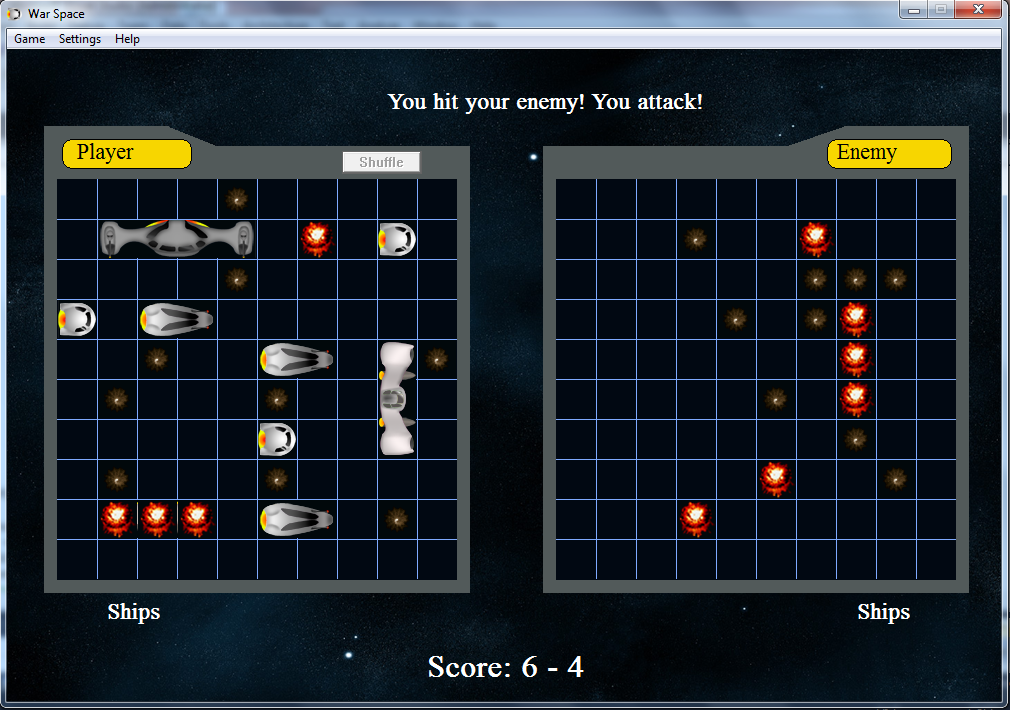 War Space
Game Settings Help
You hit your enemy! You attack!
Player
Shuffle
Enemy
Ships
Ships
Score: 6 - 4